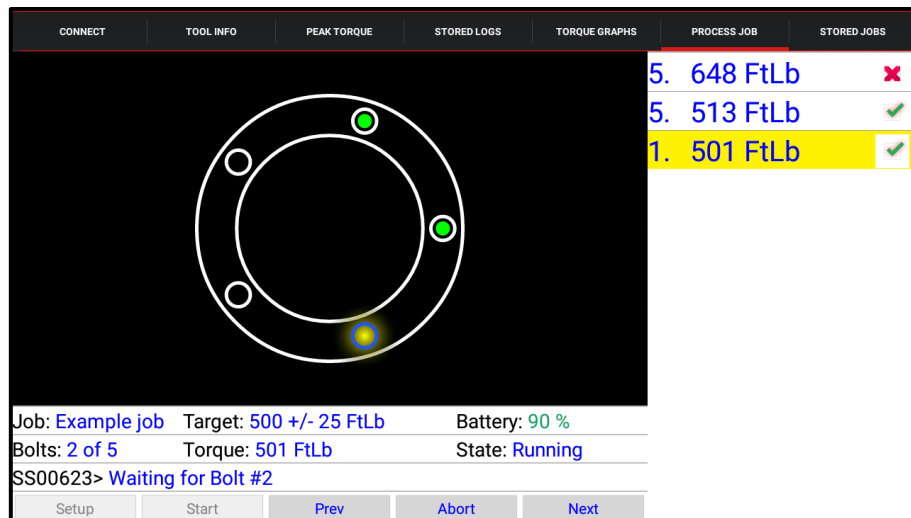 CONNECT TOOL INFO PEAK TORQUE STORED LOGS TORQUE GRAPHS PROCESS JOB STORED JOBS
5. 648 FtLb
5. 513 FtLb
1. 501 FtLb
Job: Example job Target: 500 +/- 25 FtLb Battery: 90 %
Bolts: 2 of 5 Torque: 501 FtLb State: Running
SS00623> Waiting for Bolt #2
Setup Start Prev Abort Next